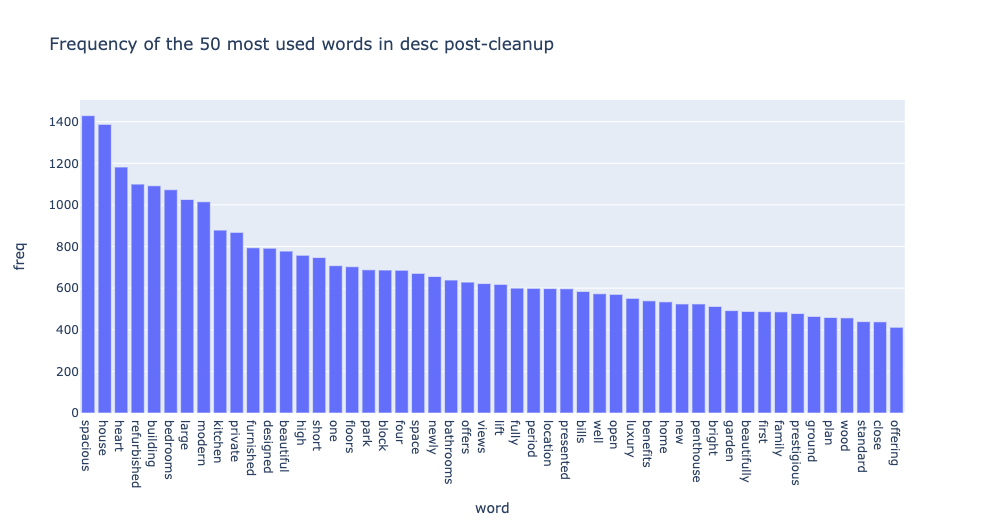 Frequency of the 50 most used words in desc post-cleanup
freq
1400
1200
1000
800
600
400
200
0
spacious
house
heart
refurbished
building
bedrooms
large
modern
kitchen
private
furnished
designed
beautiful
high
short
one
floors
park
block
four
space
newly
bathrooms
offers
views
lift
fully
period
location
presented
bills
well
open
luxury
benefits
home
new
penthouse
bright
garden
beautifully
first
family
prestigious
ground
plan
wood
standard
close
offering
word